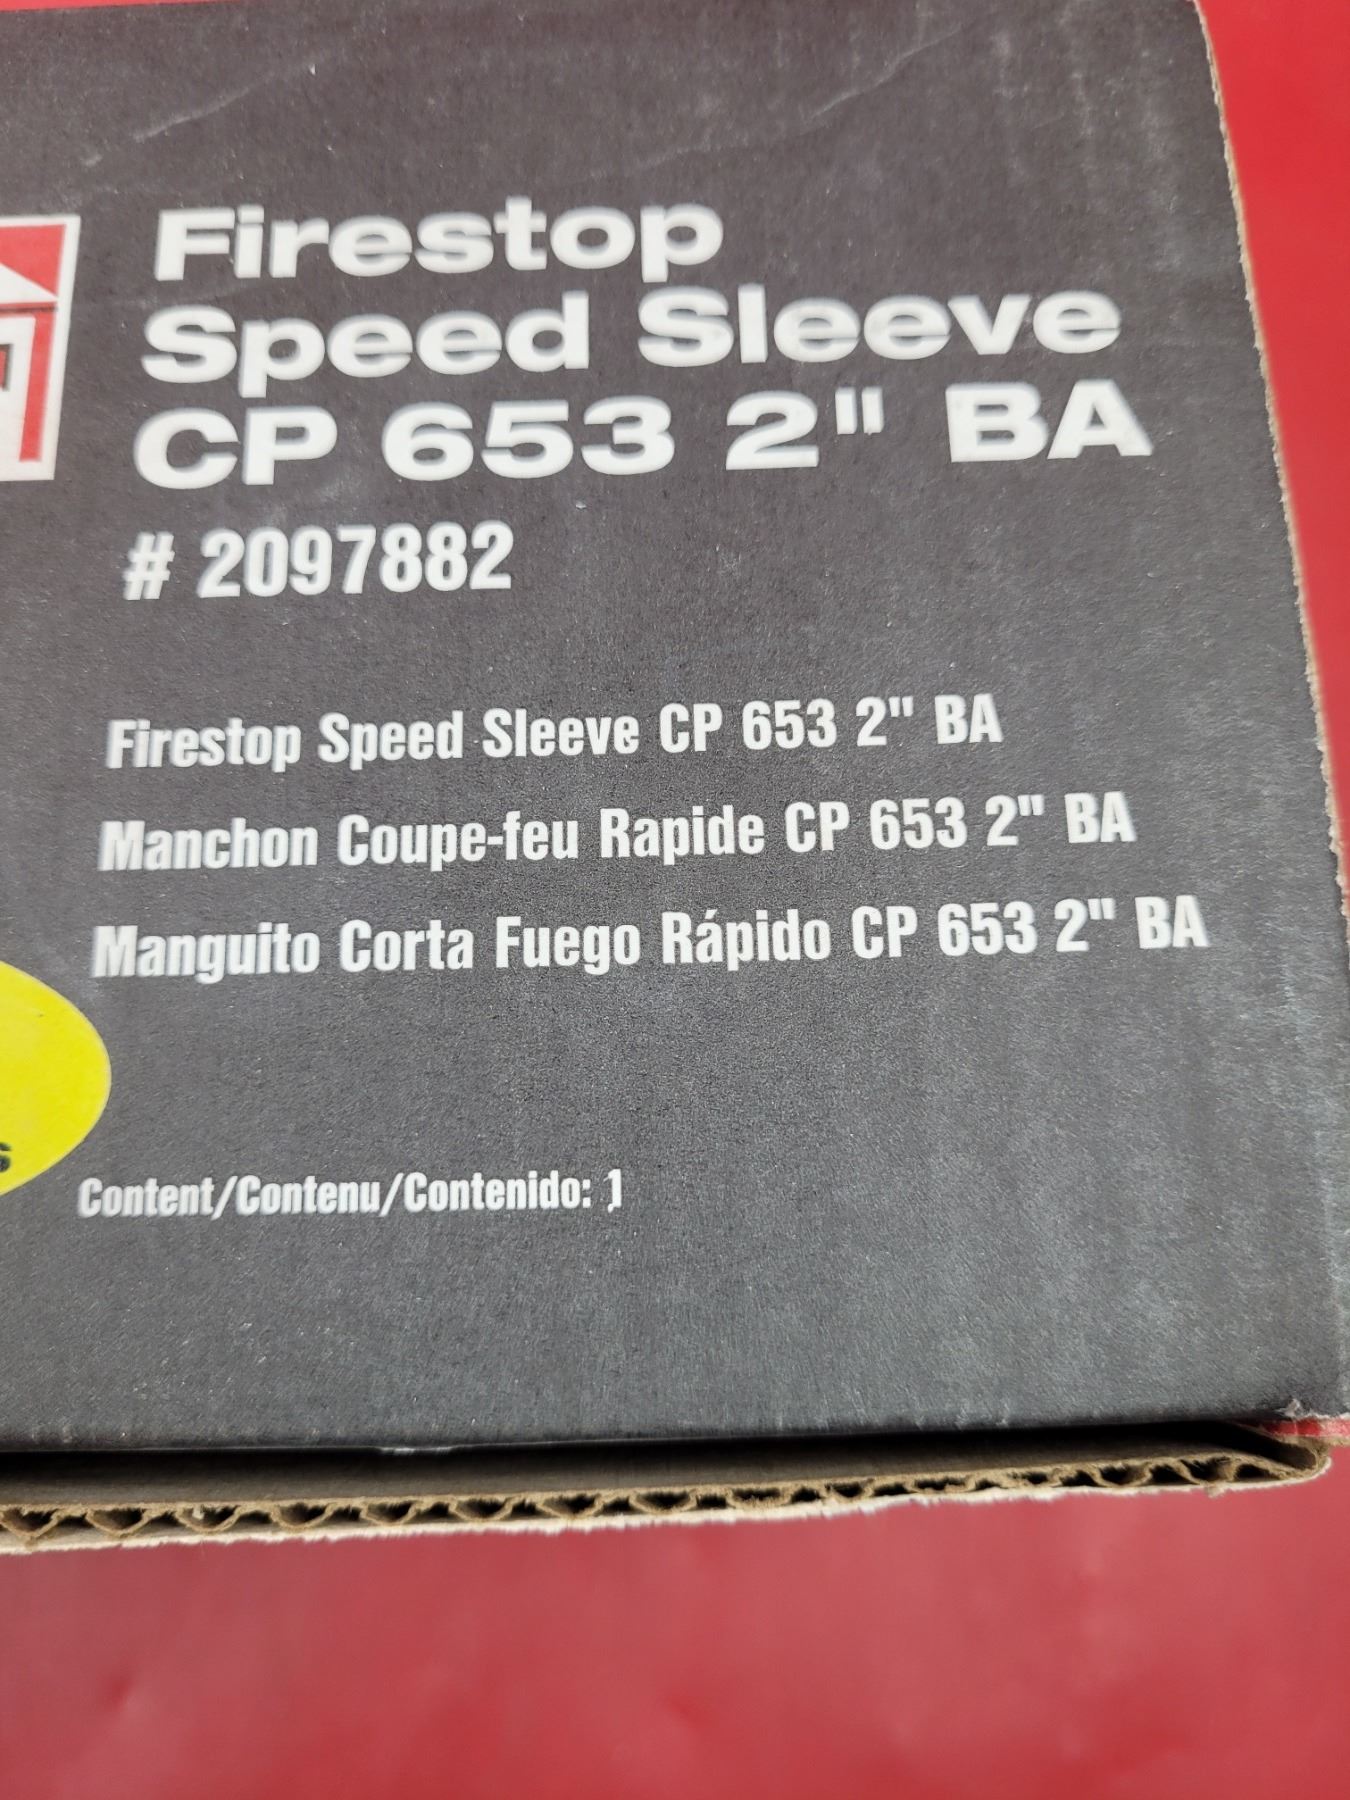 Firestop
Speed Sleeve
CP 653 2" BA
# 2097882
Firestop Speed Sleeve CP 653 2" BA
Manchon Coupe-feu Rapide CP 653 2" BA
Manguito Corta Fuego Rápido CP 653 2" BA
Content/Contenu/Contenido: 1